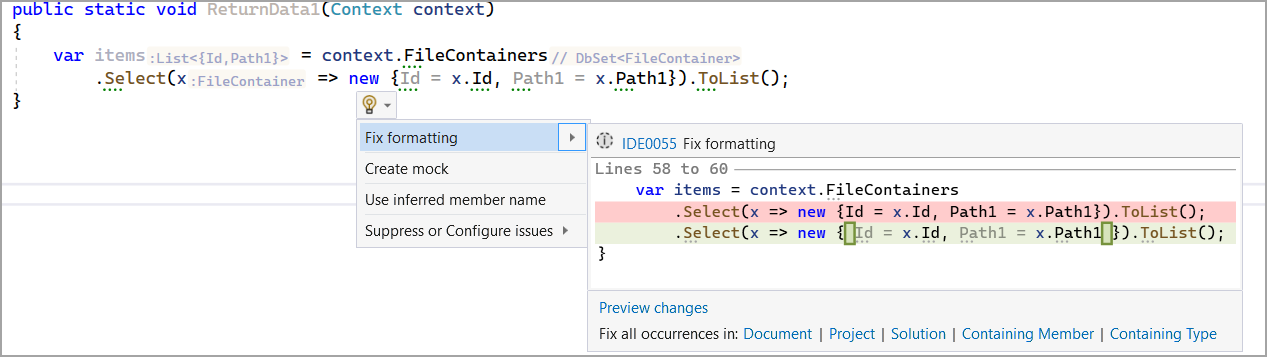 public static void ReturnData1(Context context)
{
var items:List<{Id,Path1}> = context.FileContainers// DbSet<FileContainer>
.Select(x:FileContainer => new {Id = x.Id, Path1 = x.Path1}).ToList();
}
Fix formatting
Create mock
Use inferred member name
Suppress or Configure issues
IDE0055 Fix formatting
Lines 58 to 60
var items = context.FileContainers
.Select(x => new {Id = x.Id, Path1 = x.Path1}).ToList();
.Select(x => new { Id = x.Id, Path1 = x.Path1 }).ToList();
}
Preview changes
Fix all occurrences in: Document | Project | Solution | Containing Member | Containing Type